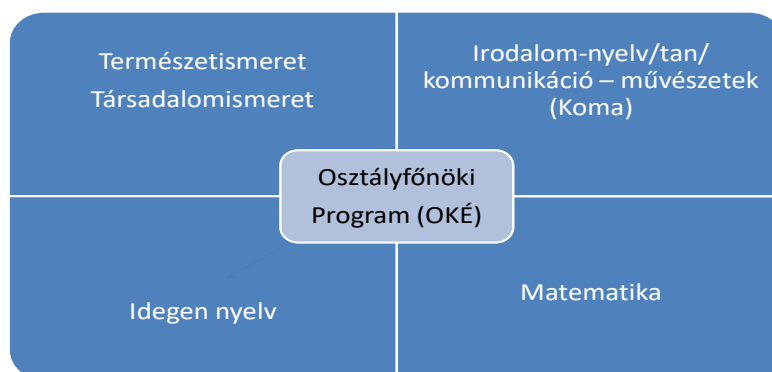 Természetismeret
Társadalomismeret
Irodalom-nyelv/tan/
kommunikáció – művészetek
(Koma)
Osztályfőnöki
Program (OKÉ)
Idegen nyelv
Matematika